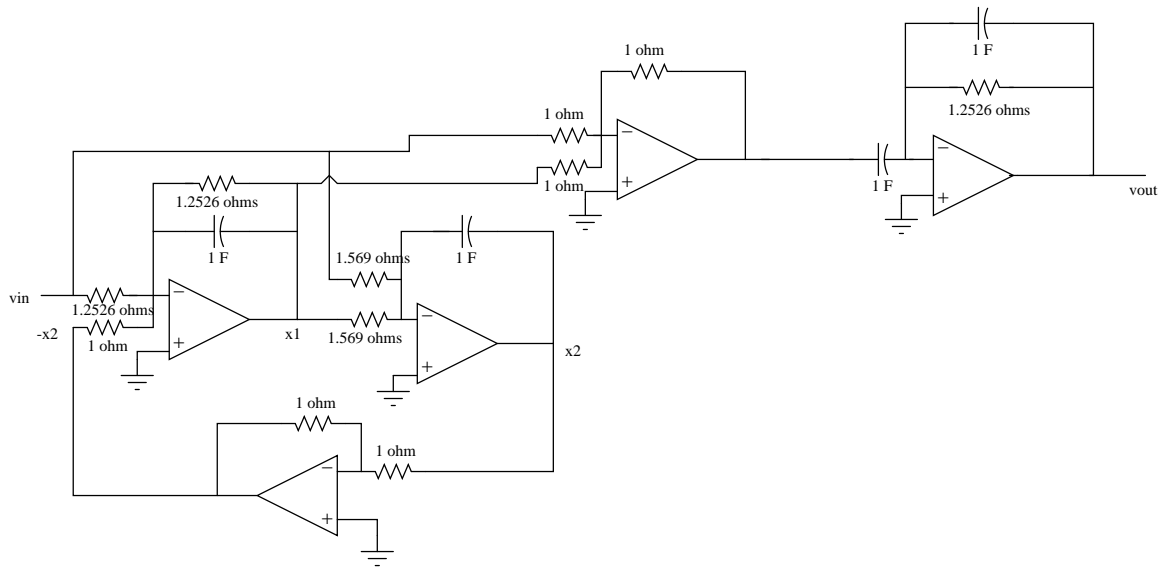 1 F
1 ohm
1.2526 ohms
1 ohm
−
−
1 F
vout
1 ohm
+
+
1.2526 ohms
1 F
1.569 ohms
1 F
vin
1.2526 ohms
−
−
-x2
1 ohm
x1
1.569 ohms
+
x2
+
1 ohm
1 ohm
−
+